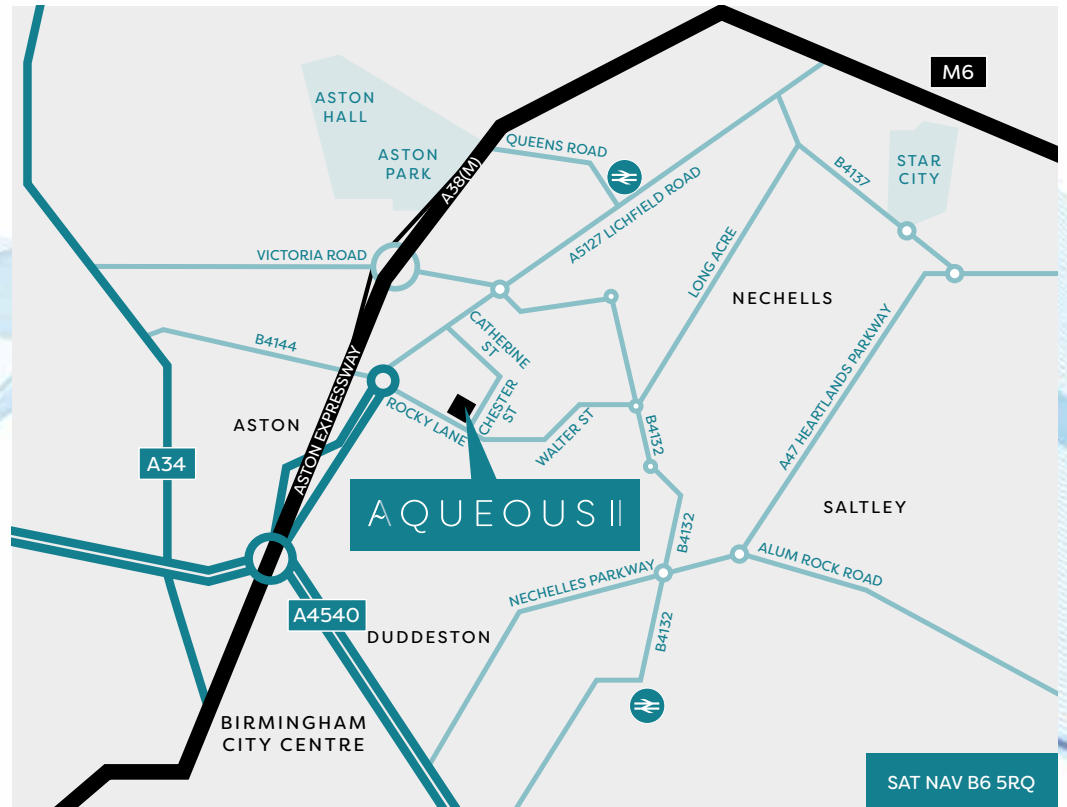 M6
ASTON
HALL
ASTON
PARK
QUEENS ROAD
STAR
CITY
B4137
A38(M)
A5127 LICHFIELD ROAD
VICTORIA ROAD
LONG ACRE
NECHELLS
B4144
CATHERINE
ST
A47 HEARTLANDS PARKWAY
ASTON EXPRESSWAY
ROCKY LANE
CHESTER
ST
ASTON
WALTER ST
B4132
A34
AQUEOUS II
SALTLEY
B4132
ALUM ROCK ROAD
NECHELLES PARKWAY
A4540
DUDDESTON
B4132
BIRMINGHAM
CITY CENTRE
SAT NAV B6 5RQ